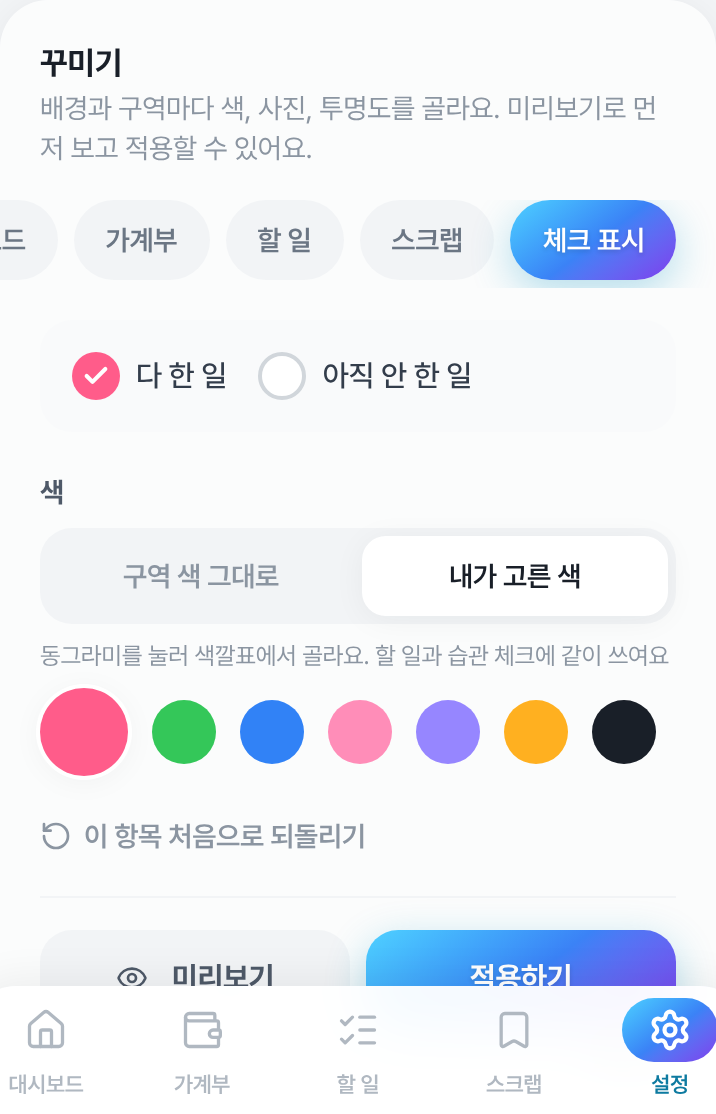 꾸미기
배경과 구역마다 색, 사진, 투명도를 골라요. 미리보기로 먼
저 보고 적용할 수 있어요.
드 가계부 할 일 스크랩 체크 표시
다 한 일 아직 안 한 일
색
구역 색 그대로 내가 고른 색
동그라미를 눌러 색깔표에서 골라요. 할 일과 습관 체크에 같이 쓰여요
이 항목 처음으로 되돌리기
미리보기 적용하기
대시보드 가계부 할 일 스크랩 설정